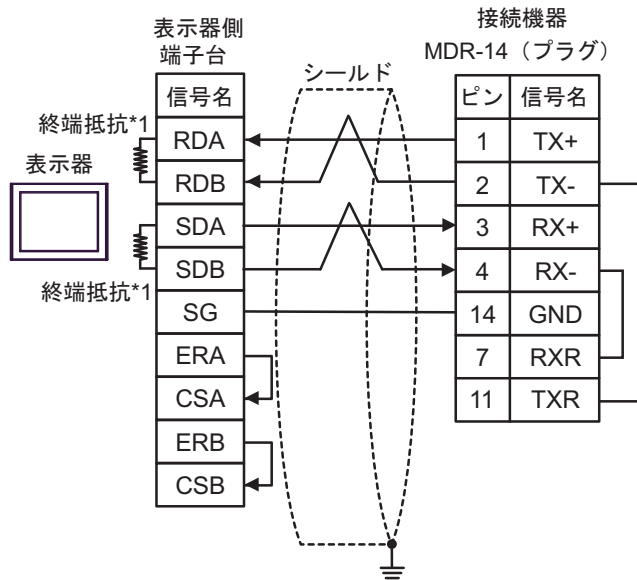 表示器側
端子台
信号名
終端抵抗*1
RDA
RDB
表示器
SDA
SDB
終端抵抗*1
SG
ERA
CSA
ERB
CSB
シールド
接続機器
MDR-14（プラグ）
ピン 信号名
1 TX+
2 TX-
3 RX+
4 RX-
14 GND
7 RXR
11 TXR